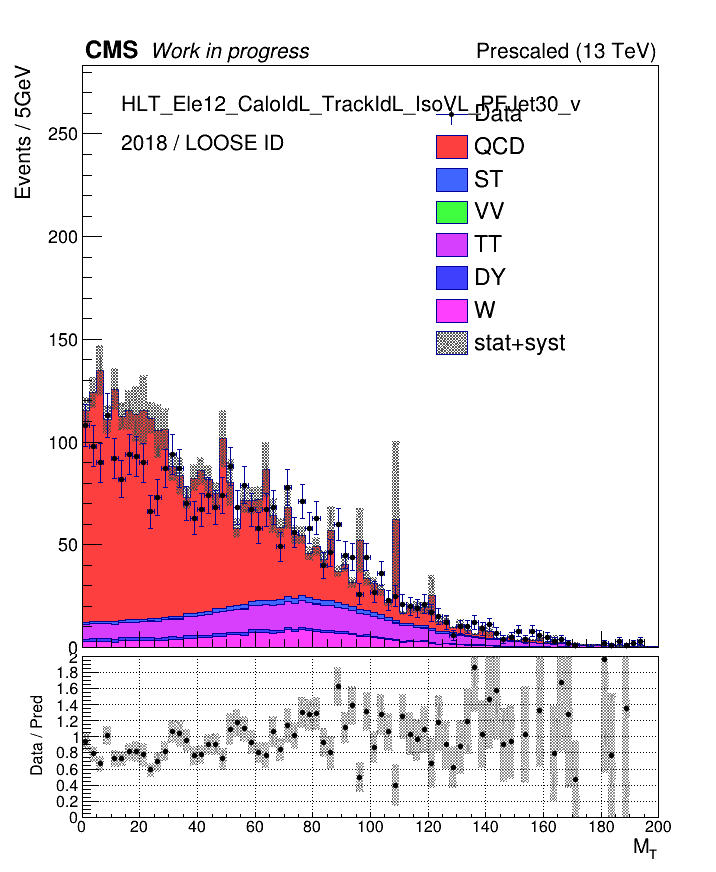 CMS Work in progress Prescaled (13 TeV)
Events / 5GeV
HLT_Ele12_CaloIdL_TrackIdL_IsoVL_PFJet30_v
2018 / LOOSE ID
Data
QCD
ST
VV
TT
DY
W
stat+syst
250
200
150
100
50
0
Data / Pred
2
1.8
1.6
1.4
1.2
1
0.8
0.6
0.4
0.2
0
0 20 40 60 80 100 120 140 160 180 200
M_T